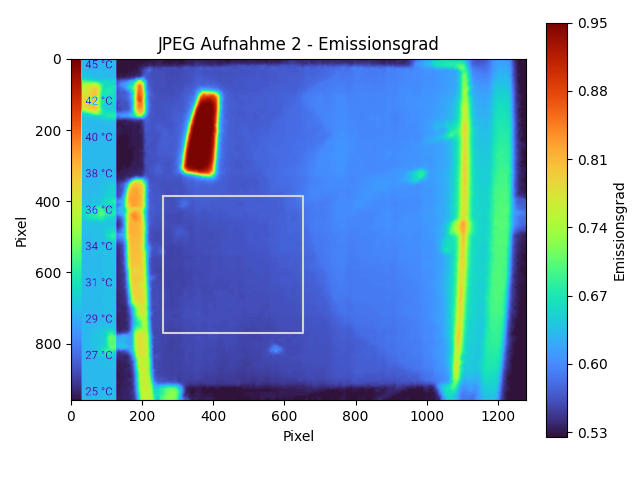 JPEG Aufnahme 2 - Emissionsgrad
0
200
400
600
800
Pixel
45 °C
42 °C
40 °C
38 °C
36 °C
34 °C
31 °C
29 °C
27 °C
25 °C
0 200 400 600 800 1000 1200
Pixel
0.95
0.88
0.81
0.74
0.67
0.60
0.53
Emissionsgrad